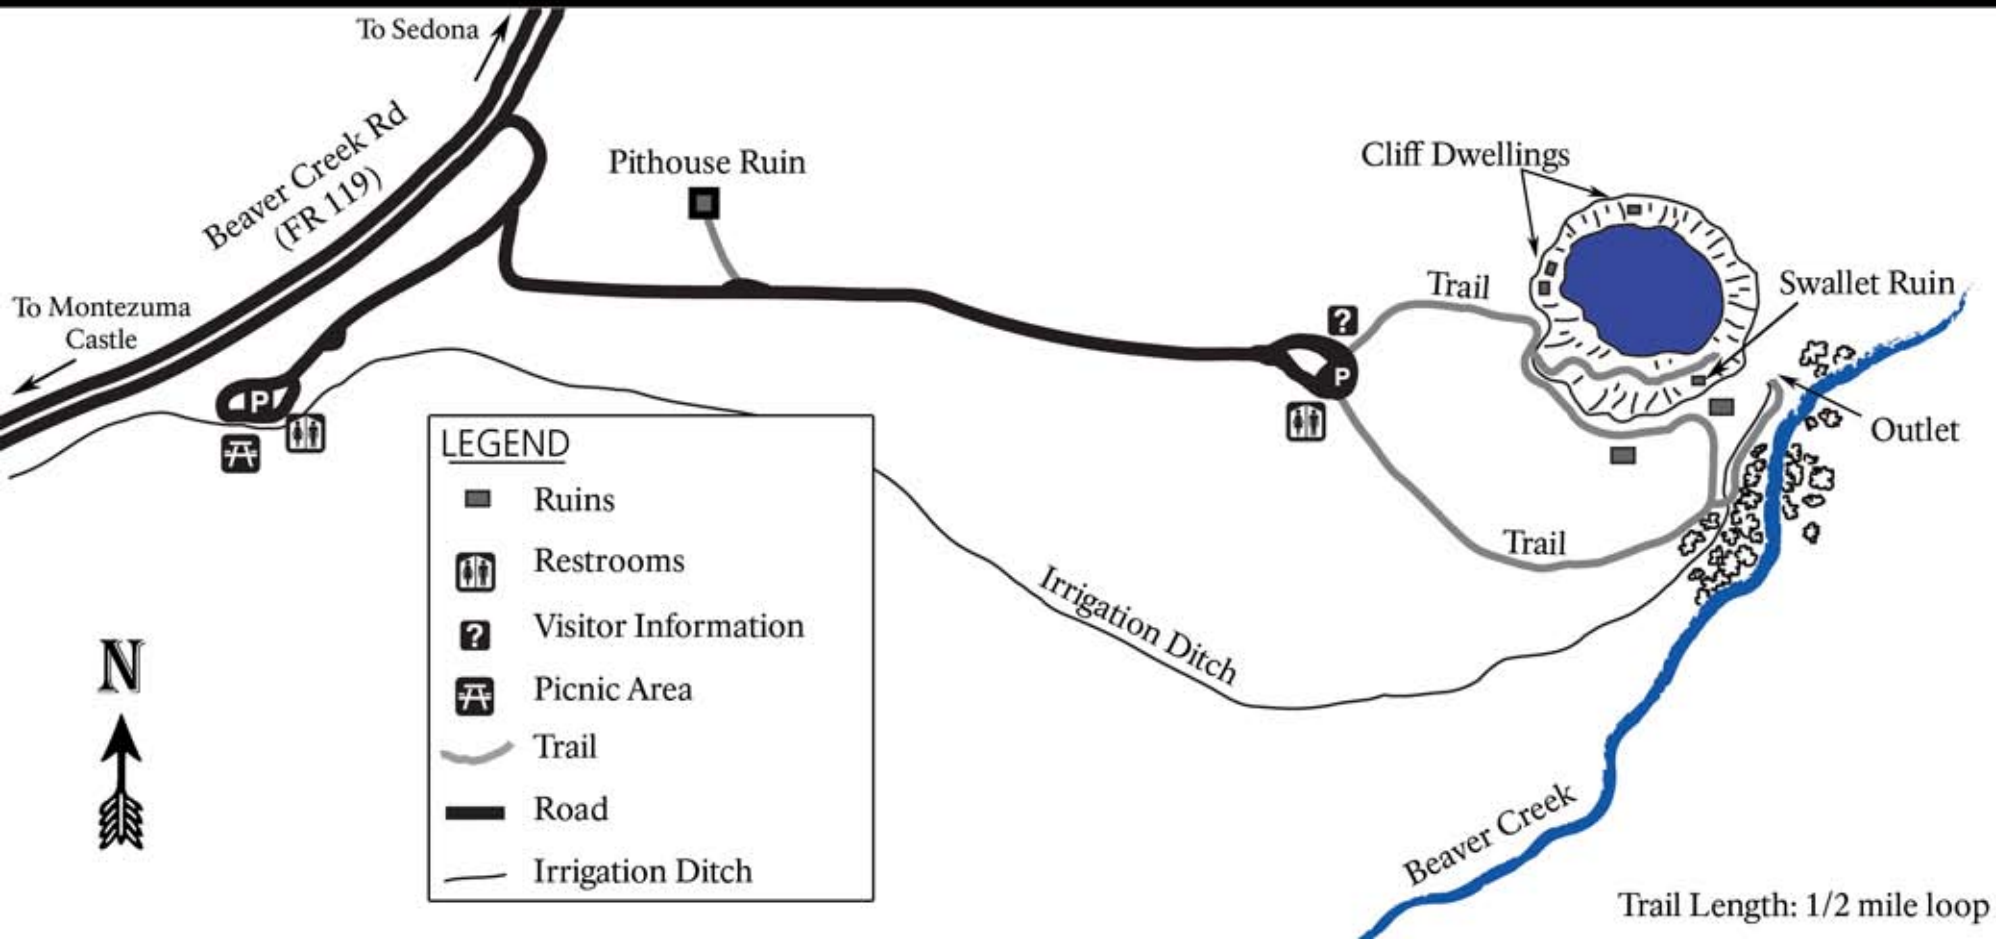 To Sedona
Beaver Creek Rd
(FR 119)
To Montezuma
Castle
P
Pithouse Ruin
Cliff Dwellings
Trail
Swallet Ruin
?
P
Outlet
Trail
Irrigation Ditch
LEGEND
Ruins
Restrooms
? Visitor Information
Picnic Area
Trail
Road
Irrigation Ditch
N
Beaver Creek
Trail Length: 1/2 mile loop